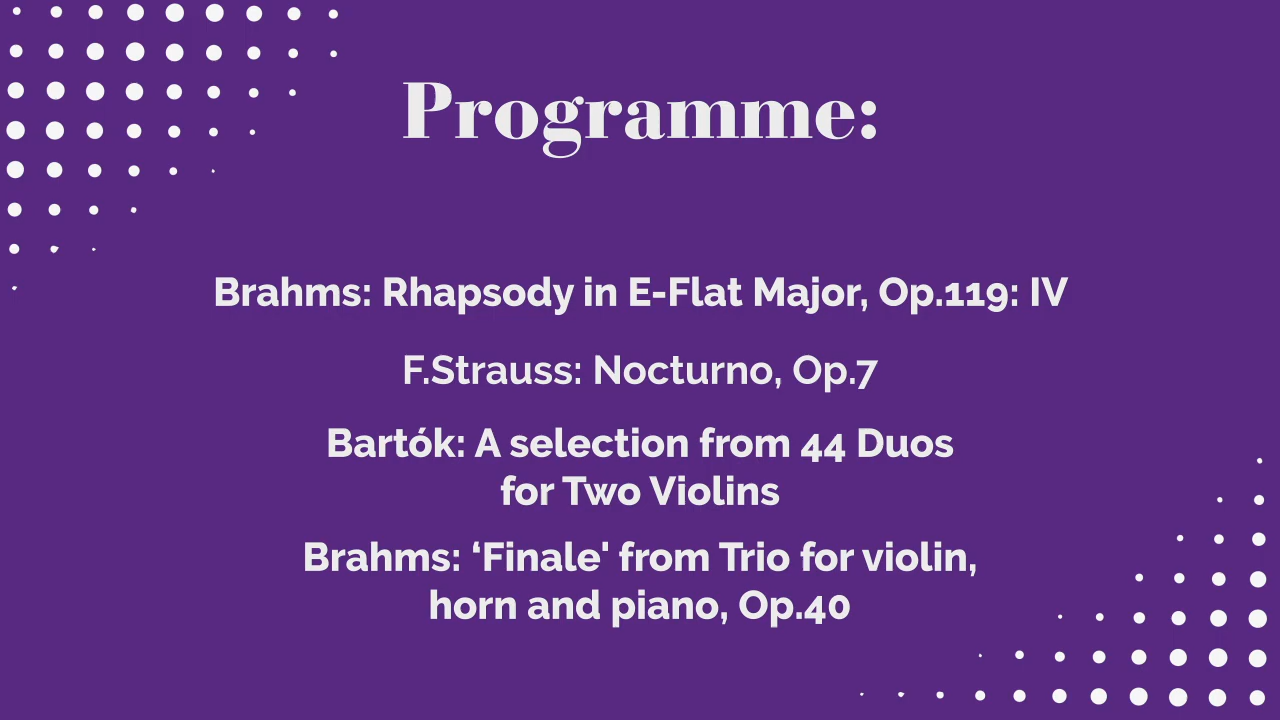 Programme:
Brahms: Rhapsody in E-Flat Major, Op.119: IV
F.Strauss: Nocturno, Op.7
Bartók: A selection from 44 Duos
for Two Violins
Brahms: ‘Finale' from Trio for violin,
horn and piano, Op.40